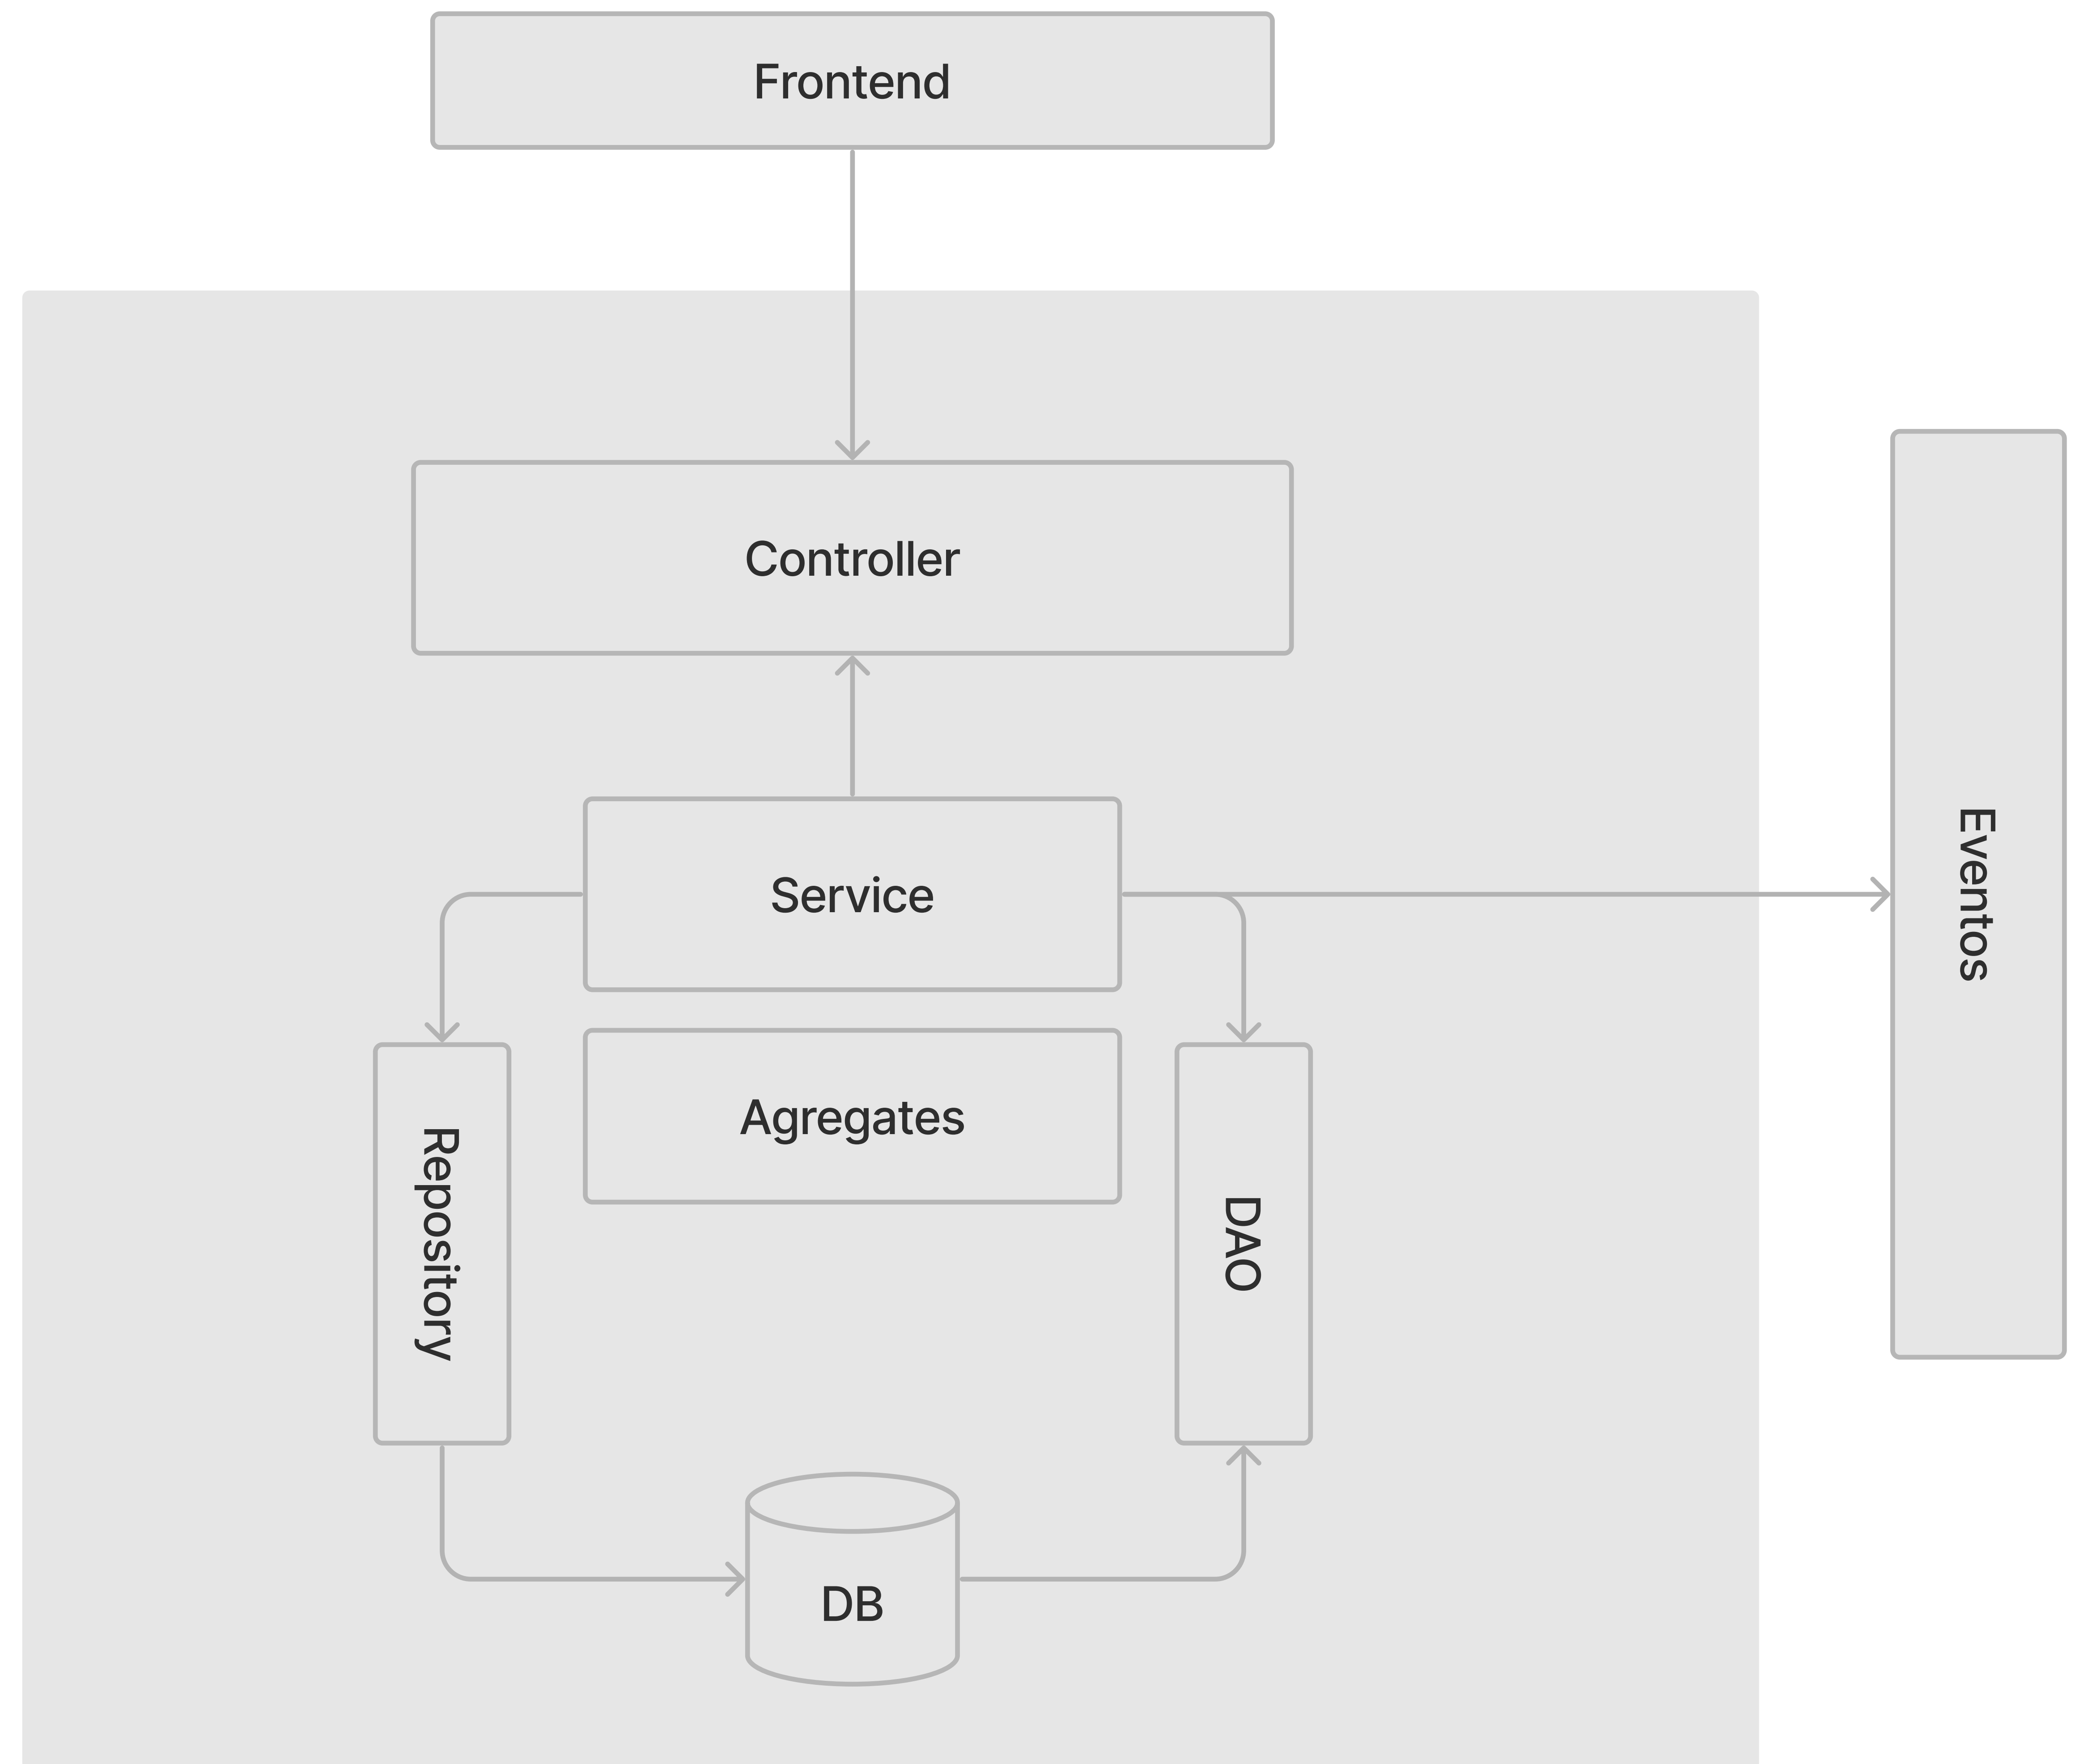 Frontend
Controller
Service
Eventos
Agregates
Repository
DAO
DB